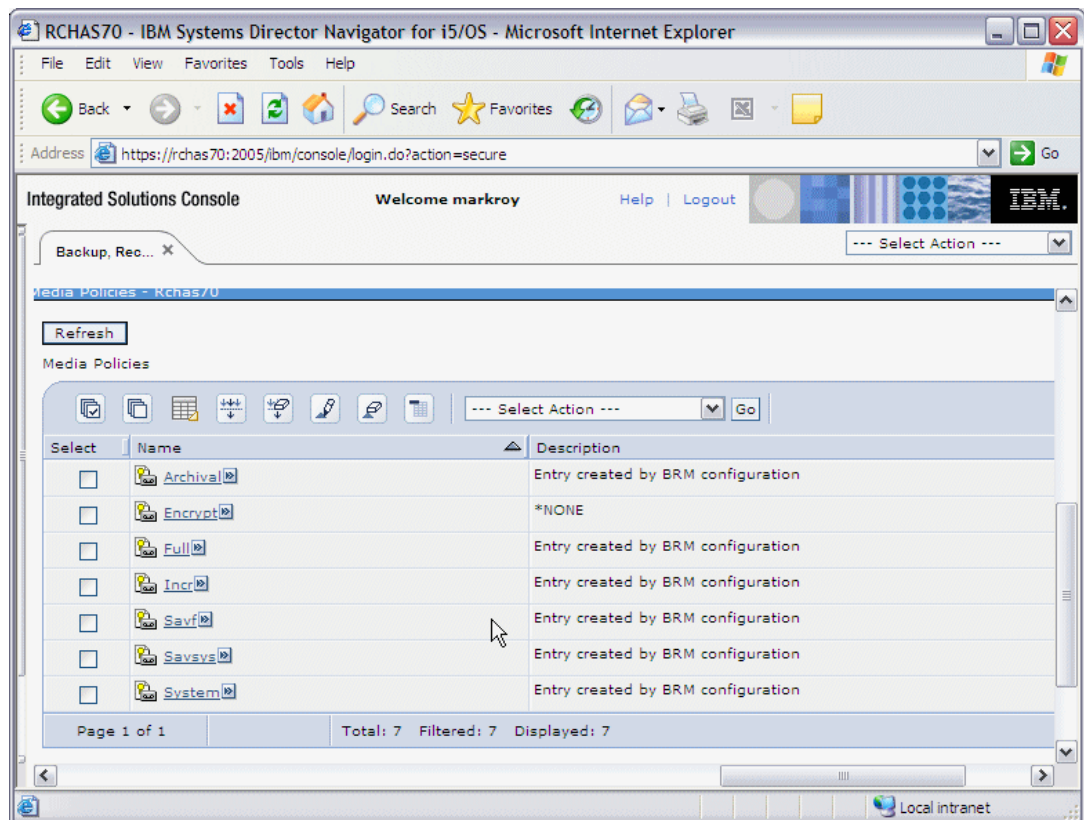 RCHAS70 - IBM Systems Director Navigator for i5/OS - Microsoft Internet Explorer
File Edit View Favorites Tools Help
Back Search Favorites
Address https://rchas70:2005/ibm/console/login.do?action=secure Go
Integrated Solutions Console Welcome markroy Help | Logout IBM.
Backup, Rec... --- Select Action ---
Media Policies - Rchas70
Refresh
Media Policies
--- Select Action --- Go
Select Name Description
Archival Entry created by BRM configuration
Encrypt *NONE
Full Entry created by BRM configuration
Incr Entry created by BRM configuration
Savf Entry created by BRM configuration
Savsys Entry created by BRM configuration
System Entry created by BRM configuration
Page 1 of 1 Total: 7 Filtered: 7 Displayed: 7
Local intranet